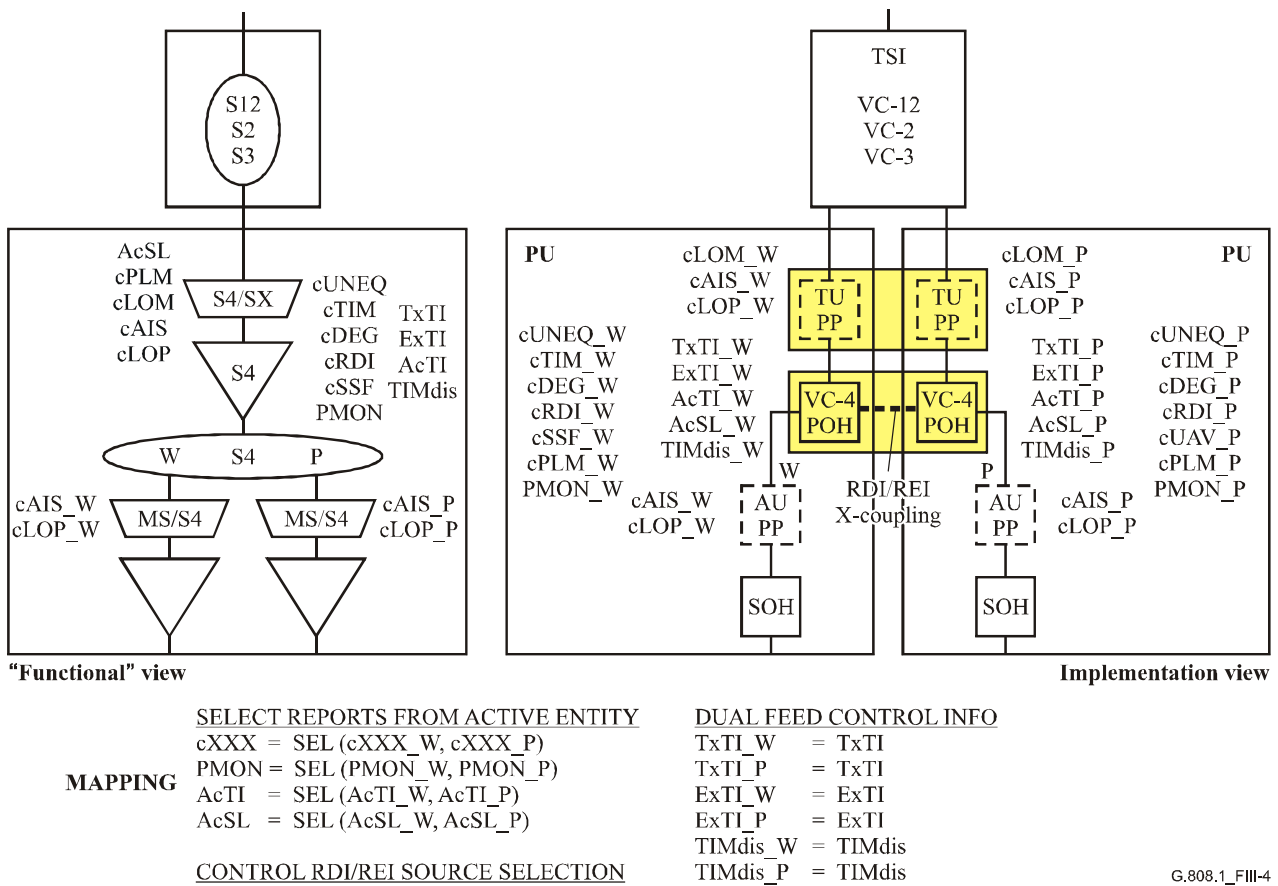 S12
S2
S3
AcSL
cPLM
cLOM
cAIS
cLOP
S4/SX
cUNEQ
cTIM
cDEG
cRDI
cSSF
PMON
TxTI
ExTI
AcTI
TIMdis
S4
W S4 P
cAIS_W
cLOP_W
MS/S4
MS/S4
cAIS_P
cLOP_P
"Functional" view
TSI
VC-12
VC-2
VC-3
PU
cLOM_W
cAIS_W
cLOP_W
TU
PP
TU
PP
cLOM_P
cAIS_P
cLOP_P
PU
cUNEQ_W
cTIM_W
cDEG_W
cRDI_W
cSSF_W
cPLM_W
PMON_W
TxTI_W
ExTI_W
AcTI_W
AcSL_W
TIMdis_W
VC-4
POH
VC-4
POH
TxTI_P
ExTI_P
AcTI_P
AcSL_P
TIMdis_P
cUNEQ_P
cTIM_P
cDEG_P
cRDI_P
cUAV_P
cPLM_P
PMON_P
W
RDI/REI
X-coupling
P
cAIS_W
cLOP_W
AU
PP
AU
PP
cAIS_P
cLOP_P
SOH
SOH
Implementation view
MAPPING
SELECT REPORTS FROM ACTIVE ENTITY
cXXX = SEL (cXXX_W, cXXX_P)
PMON = SEL (PMON_W, PMON_P)
AcTI = SEL (AcTI_W, AcTI_P)
AcSL = SEL (AcSL_W, AcSL_P)
CONTROL RDI/REI SOURCE SELECTION
DUAL FEED CONTROL INFO
TxTI_W = TxTI
TxTI_P = TxTI
ExTI_W = ExTI
ExTI_P = ExTI
TIMdis_W = TIMdis
TIMdis_P = TIMdis
G.808.1_FIII-4